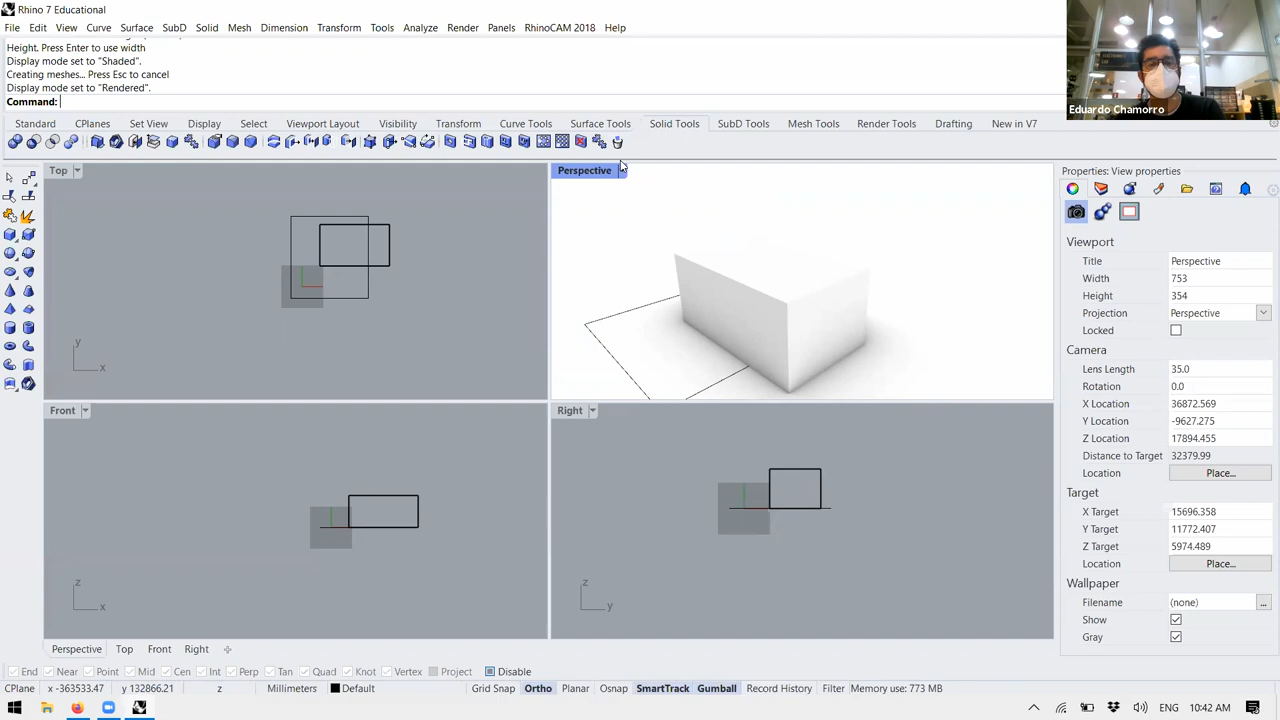 Rhino 7 Educational
File Edit View Curve Surface SubD Solid Mesh Dimension Transform Tools Analyze Render Panels RhinoCAM 2018 Help
Height. Press Enter to use width
Display mode set to "Shaded".
Creating meshes... Press Esc to cancel
Display mode set to "Rendered".
Command:
Eduardo Chamorro
Standard CPlanes Set View Display Select Viewport Layout Curve Tools Surface Tools Solid Tools SubD Tools Mesh Tools Render Tools Drafting New in V7
Top
Perspective
y
x
Front
Right
z
x
z
y
Properties: View properties
Viewport
Title Perspective
Width 753
Height 354
Projection Perspective
Locked
Camera
Lens Length 35.0
Rotation 0.0
X Location 36872.569
Y Location -9627.275
Z Location 17894.455
Distance to Target 32379.99
Location Place...
Target
X Target 15696.358
Y Target 11772.407
Z Target 5974.489
Location Place...
Wallpaper
Filename (none) ...
Show
Gray
Perspective Top Front Right
End Near Point Mid Cen Int Perp Tan Quad Knot Vertex Project Disable
CPlane x -363533.47 y 132866.21 z Millimeters Default Grid Snap Ortho Planar Osnap SmartTrack Gumball Record History Filter Memory use: 773 MB
ENG 10:42 AM